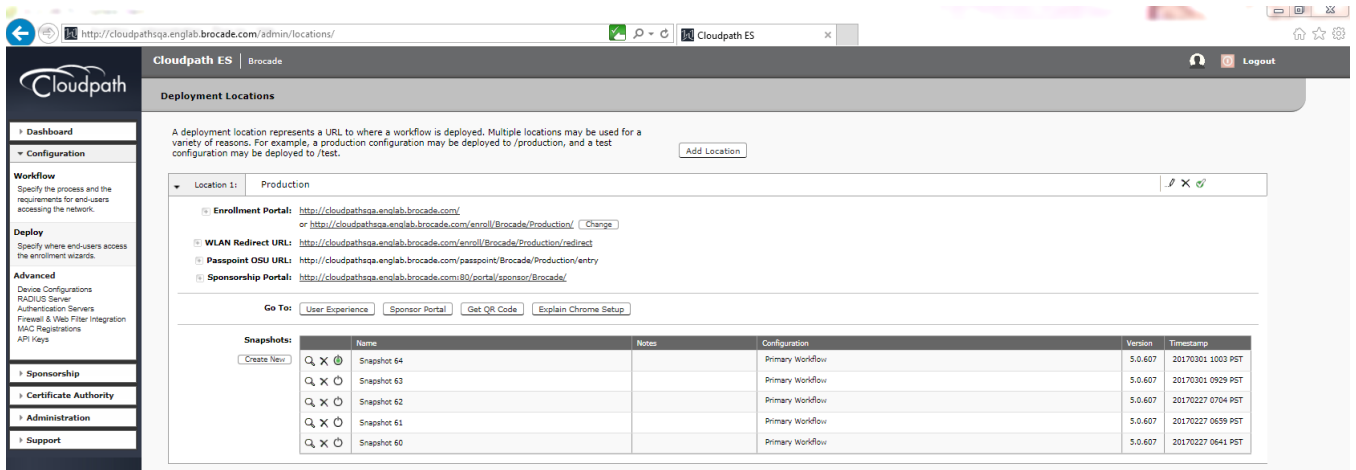 http://cloudpathsqa.englab.brocade.com/admin/locations/
Cloudpath ES
Cloudpath
Cloudpath ES | Brocade
Logout
Deployment Locations
Dashboard
Configuration
Workflow
Specify the process and the
requirements for end-users
accessing the network.
Deploy
Specify where end-users access
the enrollment wizards.
Advanced
Device Configurations
RADIUS Server
Authentication Servers
Firewall & Web Filter Integration
MAC Registrations
API Keys
Sponsorship
Certificate Authority
Administration
Support
A deployment location represents a URL to where a workflow is deployed. Multiple locations may be used for a
variety of reasons. For example, a production configuration may be deployed to /production, and a test
configuration may be deployed to /test.
Add Location
Location 1: Production
Enrollment Portal: http://cloudpathsqa.englab.brocade.com/
or http://cloudpathsqa.englab.brocade.com/enroll/Brocade/Production/ Change
WLAN Redirect URL: http://cloudpathsqa.englab.brocade.com/enroll/Brocade/Production/redirect
Passpoint OSU URL: http://cloudpathsqa.englab.brocade.com/passpoint/Brocade/Production/entry
Sponsorship Portal: http://cloudpathsqa.englab.brocade.com:80/portal/sponsor/Brocade/
Go To: User Experience Sponsor Portal Get QR Code Explain Chrome Setup
Snapshots:
Create New
Name Notes Configuration Version Timestamp
Snapshot 64 Primary Workflow 5.0.607 20170301 1003 PST
Snapshot 63 Primary Workflow 5.0.607 20170301 0929 PST
Snapshot 62 Primary Workflow 5.0.607 20170227 0704 PST
Snapshot 61 Primary Workflow 5.0.607 20170227 0659 PST
Snapshot 60 Primary Workflow 5.0.607 20170227 0641 PST